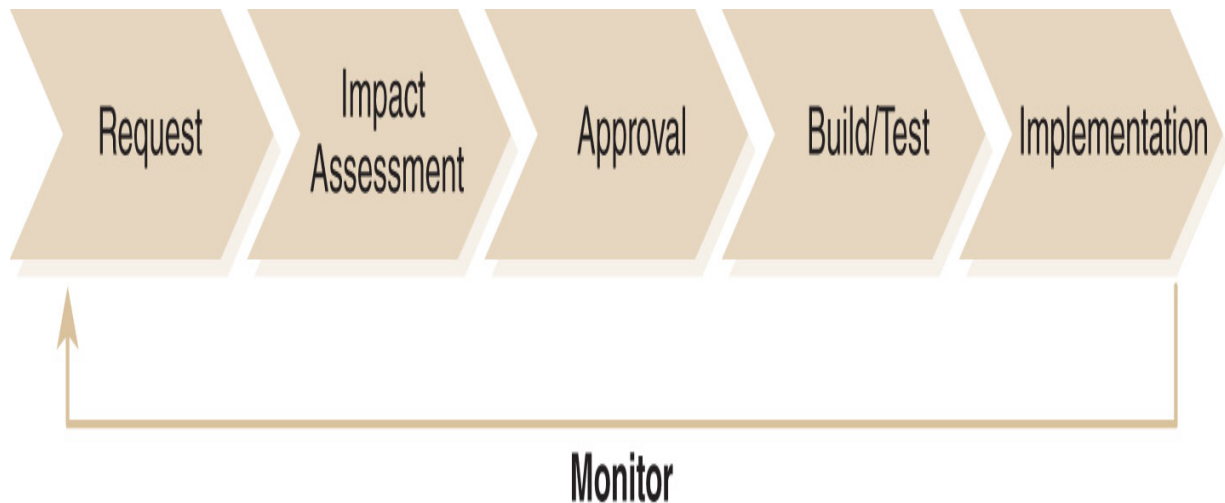 Request
Impact
Assessment
Approval
Build/Test
Implementation
Monitor